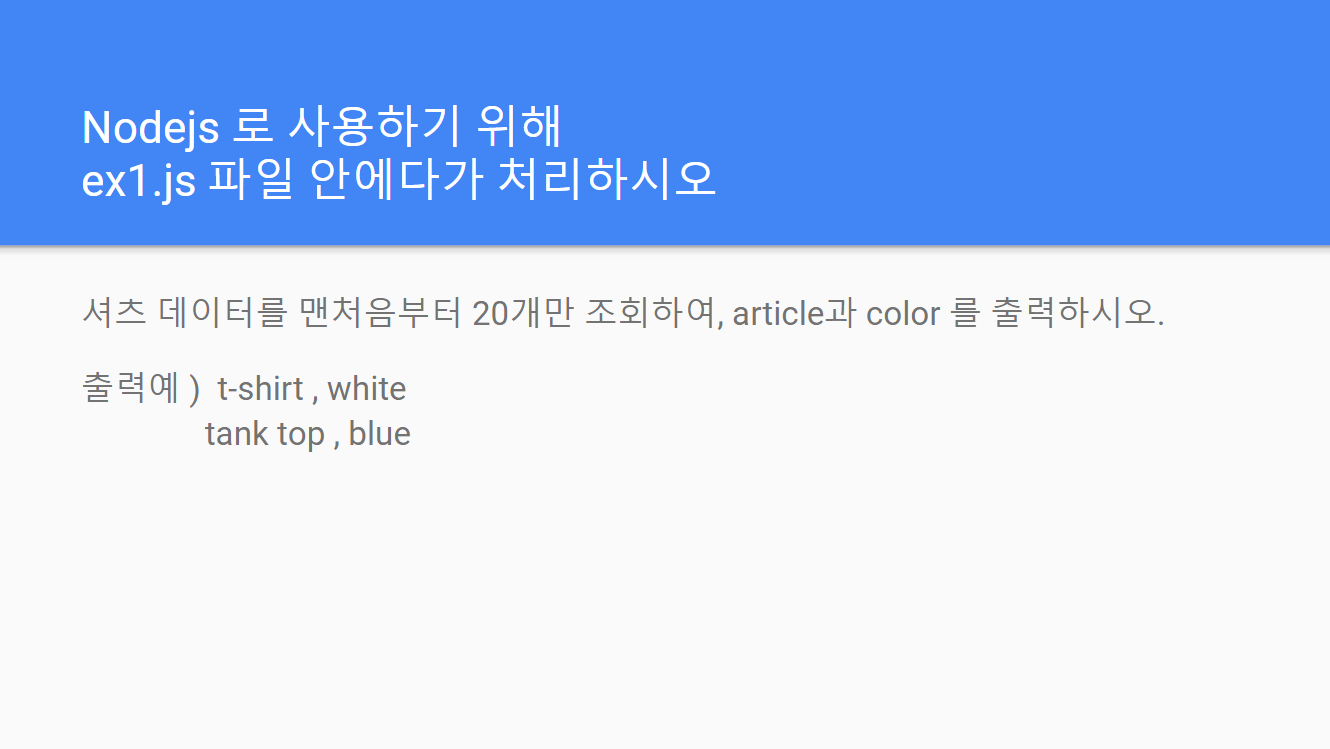 Nodejs 로 사용하기 위해
ex1.js 파일 안에다가 처리하시오
셔츠 데이터를 맨처음부터 20개만 조회하여, article과 color 를 출력하시오.
출력예 ) t-shirt , white
tank top , blue